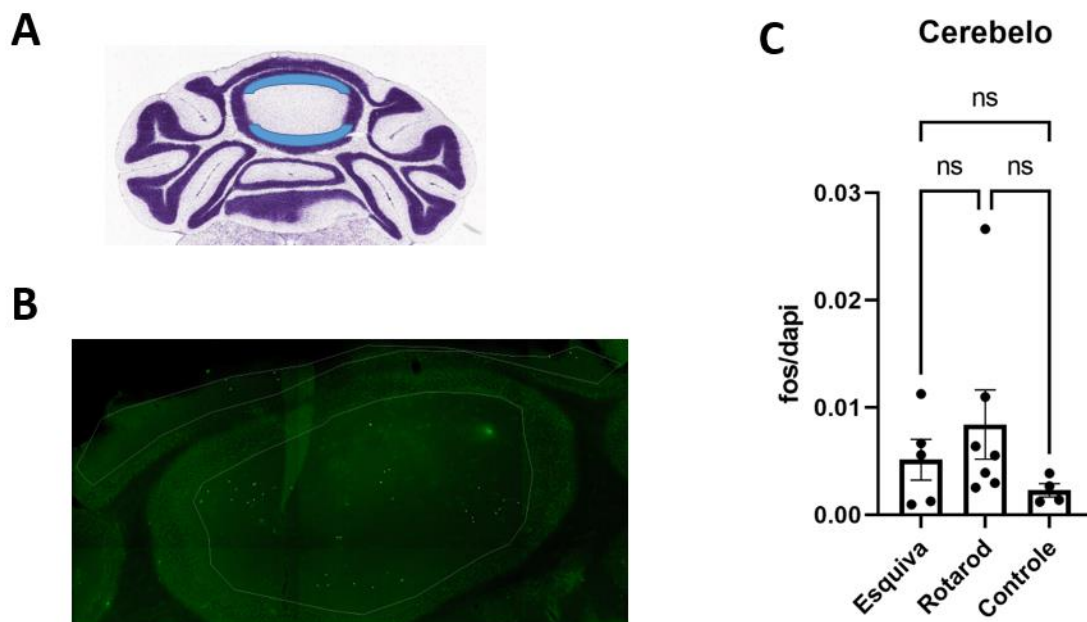 A
B
C
Cerebelo
ns
ns
ns
fos/dapi
0.03
0.02
0.01
0.00
Esquiva
Rotarod
Controle